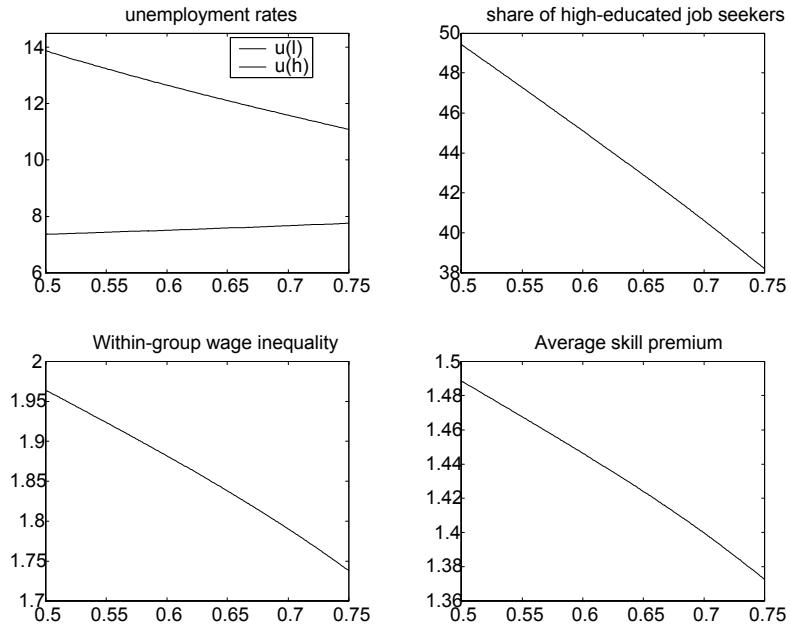 unemployment rates
14
12
10
8
6
0.5 0.55 0.6 0.65 0.7 0.75
u(l)
u(h)
share of high-educated job seekers
50
48
46
44
42
40
38
0.5 0.55 0.6 0.65 0.7 0.75
Within-group wage inequality
2
1.95
1.9
1.85
1.8
1.75
1.7
0.5 0.55 0.6 0.65 0.7 0.75
Average skill premium
1.5
1.48
1.46
1.44
1.42
1.4
1.38
1.36
0.5 0.55 0.6 0.65 0.7 0.75